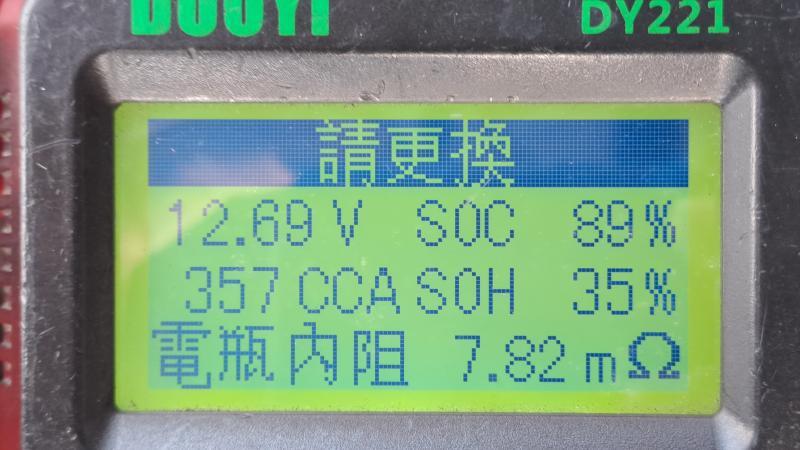 DOUYI DY221
請更換
12.69 V SOC 89%
357 CCA SOH 35%
電瓶內阻 7.82 mΩ